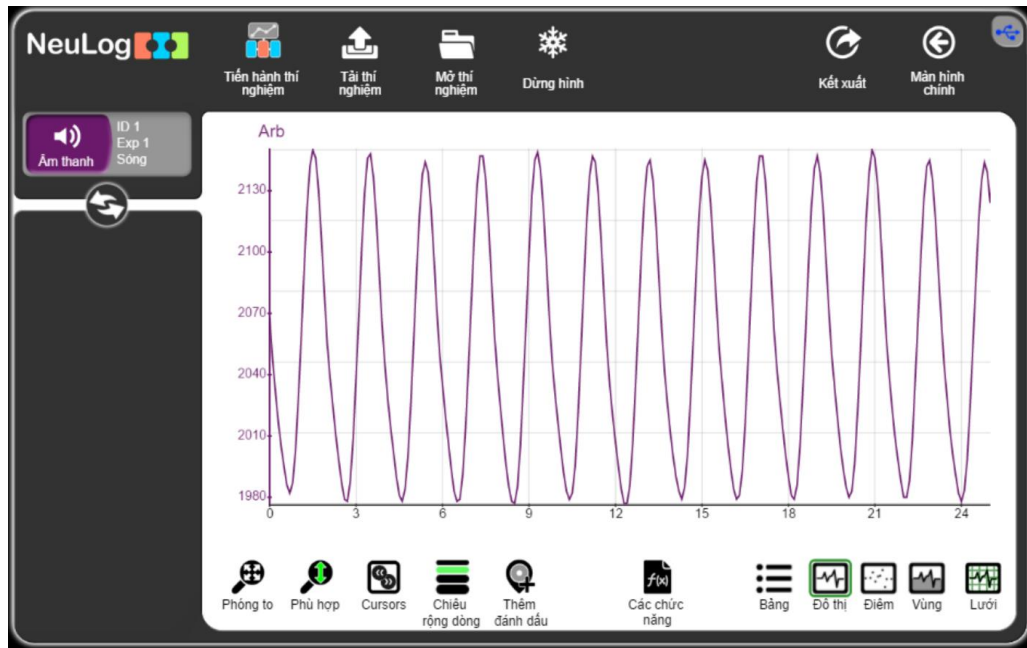 NeuLog
Tiến hành thí
nghiệm
Tải thí
nghiệm
Mở thí
nghiệm
Dừng hình
Kết xuất
Màn hình
chính
Âm thanh
ID 1
Exp 1
Sóng
Arb
2130
2100
2070
2040
2010
1980
0 3 6 9 12 15 18 21 24
Phóng to
Phù hợp
Cursors
Chiều
rộng dòng
Thêm
đánh dấu
f(x)
Các chức
năng
Bảng
Đồ thị
Điểm
Vùng
Lưới